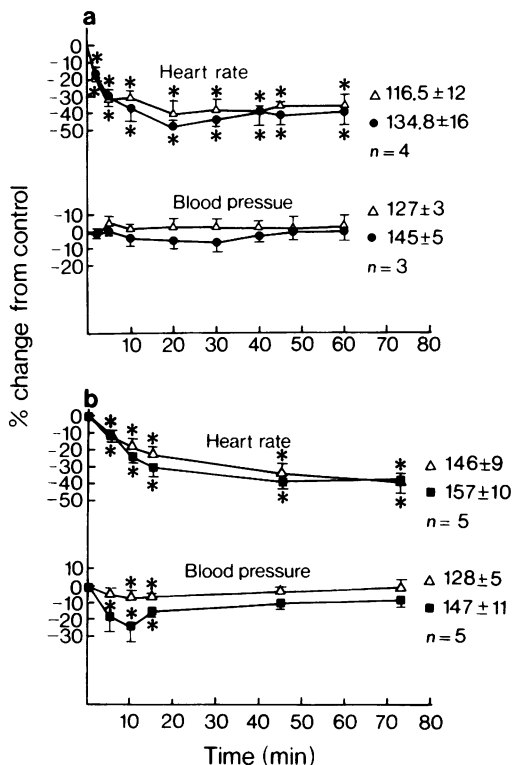 a
0
-10
-20
-30
-40
-50
Heart rate
△ 116.5±12
● 134.8±16
n=4
Blood pressue
-10
0
-10
-20
△ 127±3
● 145±5
n=3
10 20 30 40 50 60 70 80
% change from control
b
0
-10
-20
-30
-40
-50
Heart rate
△ 146±9
■ 157±10
n=5
Blood pressure
10
0
-10
-20
-30
△ 128±5
■ 147±11
n=5
10 20 30 40 50 60 70 80
Time (min)